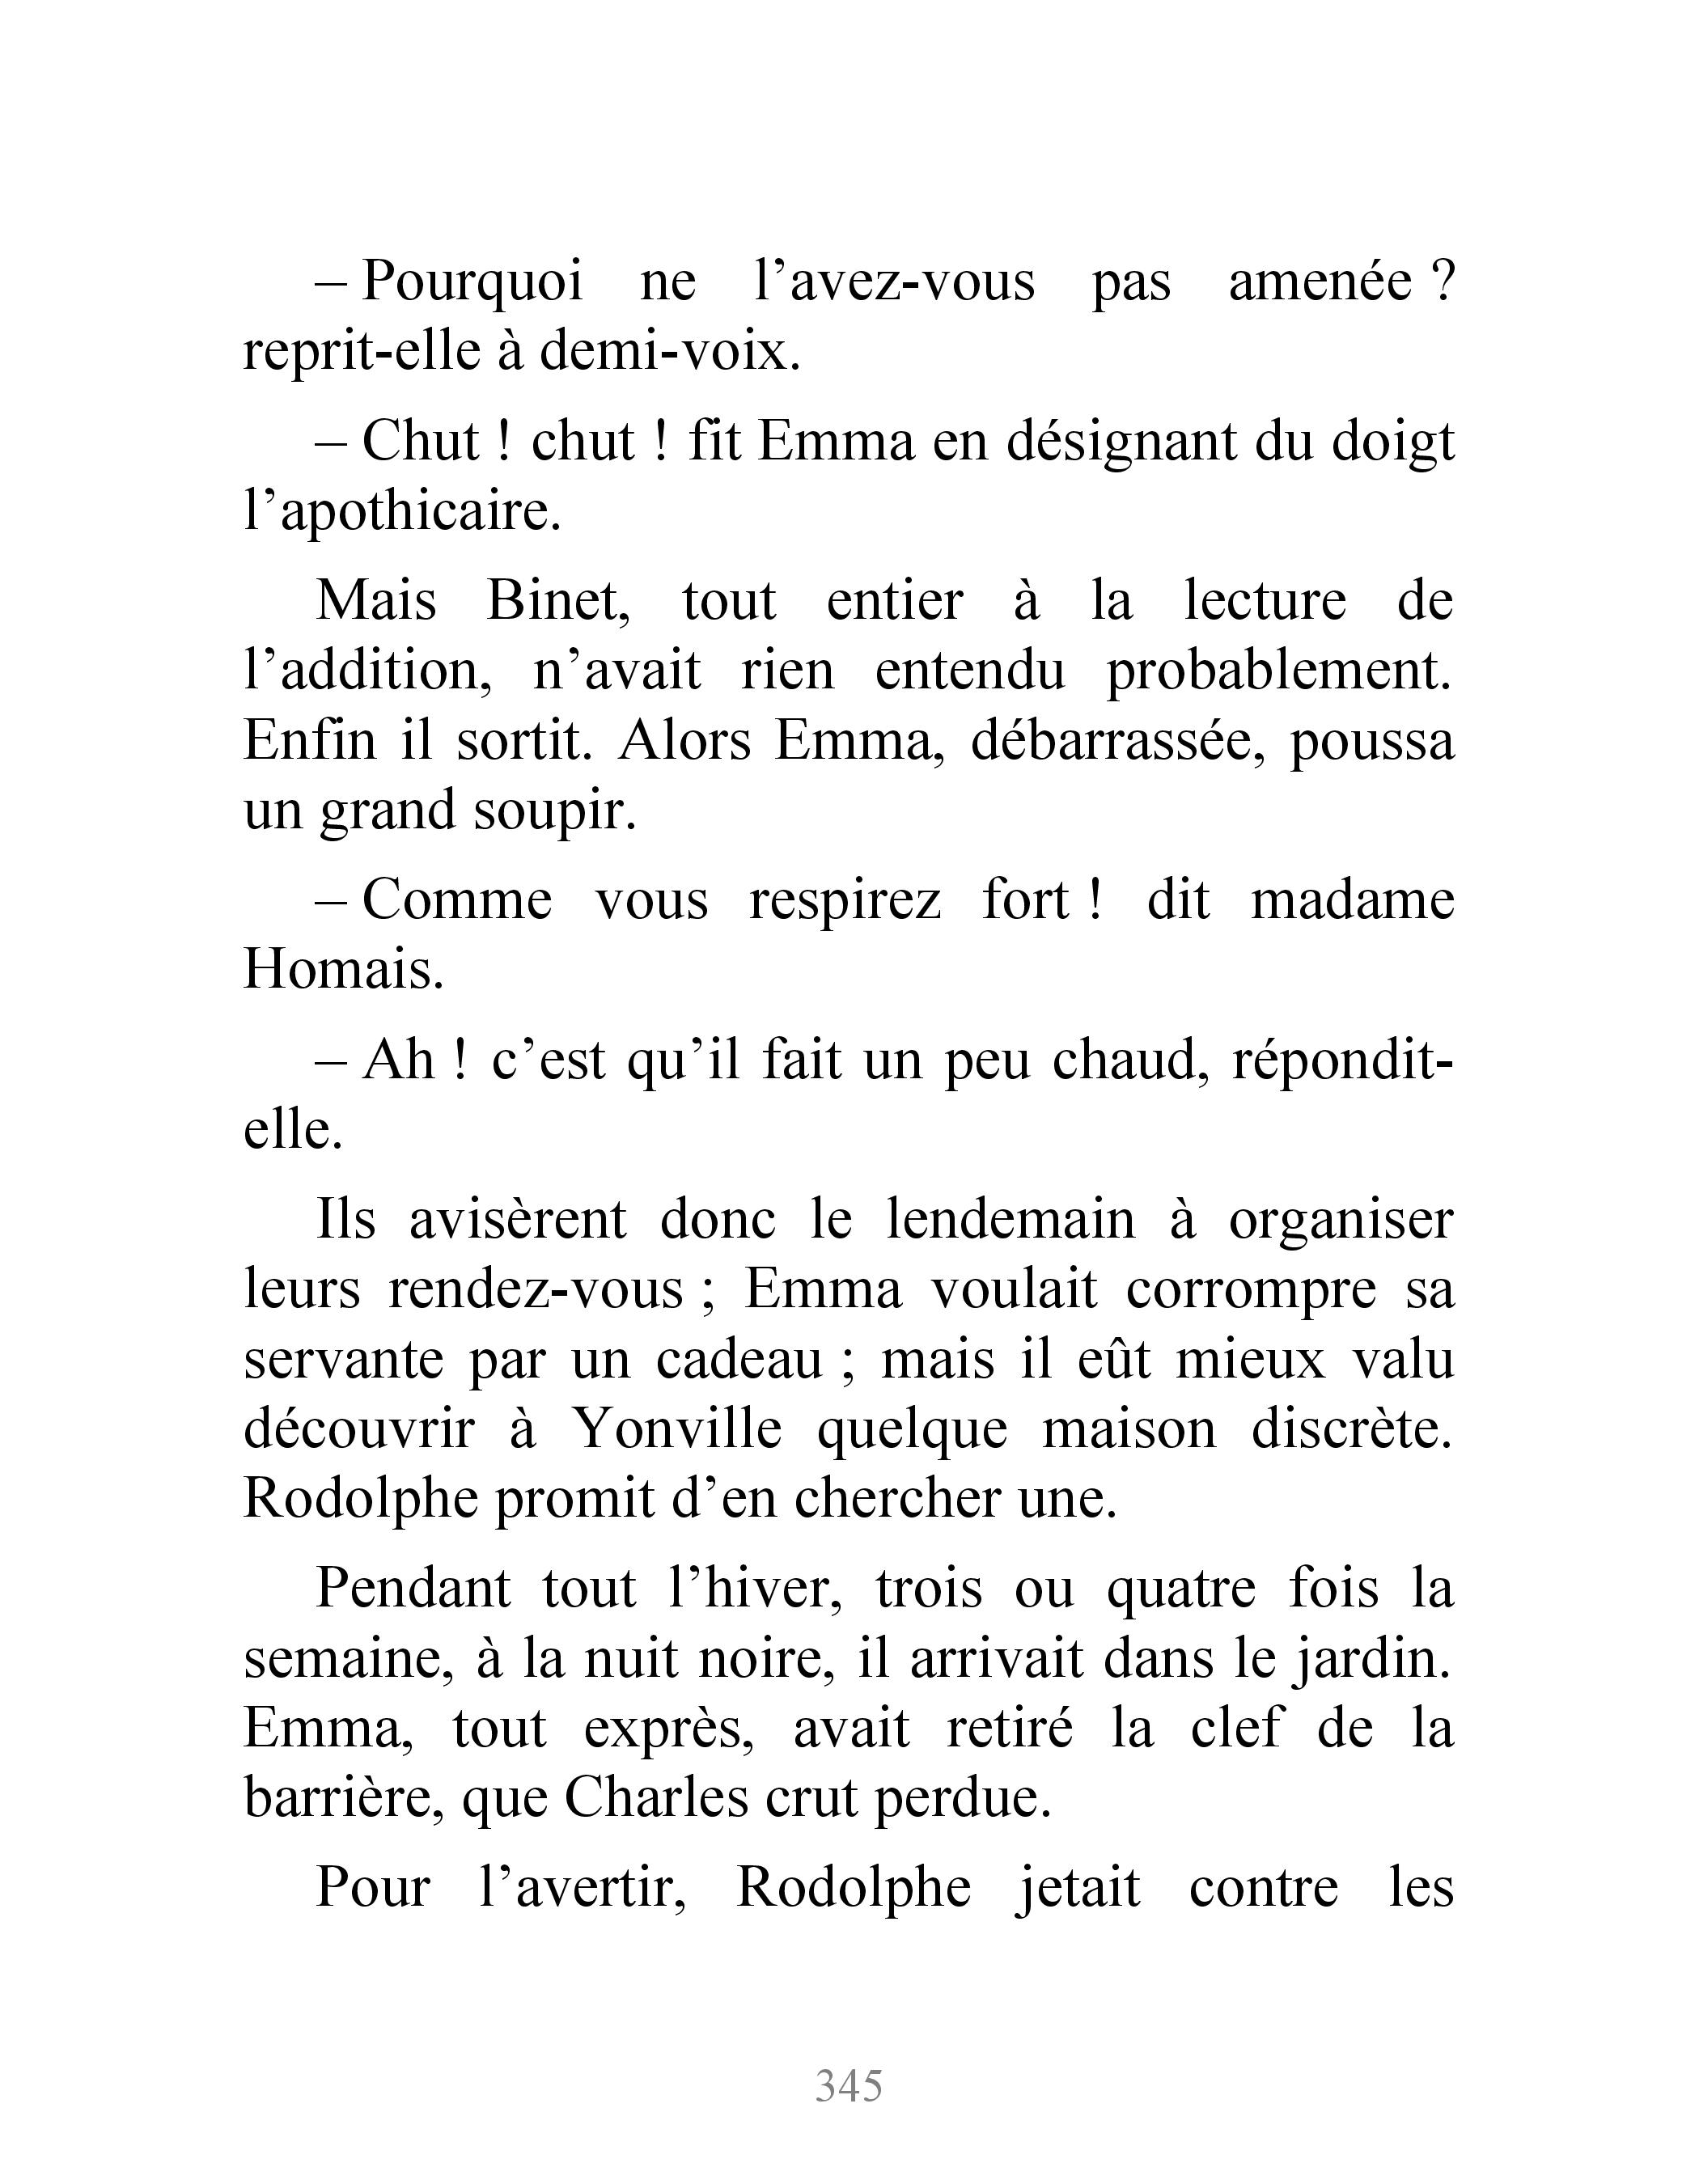 – Pourquoi ne l’avez-vous pas amenée ?
reprit-elle à demi-voix.
– Chut ! chut ! fit Emma en désignant du doigt
l’apothicaire.
Mais Binet, tout entier à la lecture de
l’addition, n’avait rien entendu probablement.
Enfin il sortit. Alors Emma, débarrassée, poussa
un grand soupir.
– Comme vous respirez fort ! dit madame
Homais.
– Ah ! c’est qu’il fait un peu chaud, répondit-
elle.
Ils avisèrent donc le lendemain à organiser
leurs rendez-vous ; Emma voulait corrompre sa
servante par un cadeau ; mais il eût mieux valu
découvrir à Yonville quelque maison discrète.
Rodolphe promit d’en chercher une.
Pendant tout l’hiver, trois ou quatre fois la
semaine, à la nuit noire, il arrivait dans le jardin.
Emma, tout exprès, avait retiré la clef de la
barrière, que Charles crut perdue.
Pour l’avertir, Rodolphe jetait contre les
345